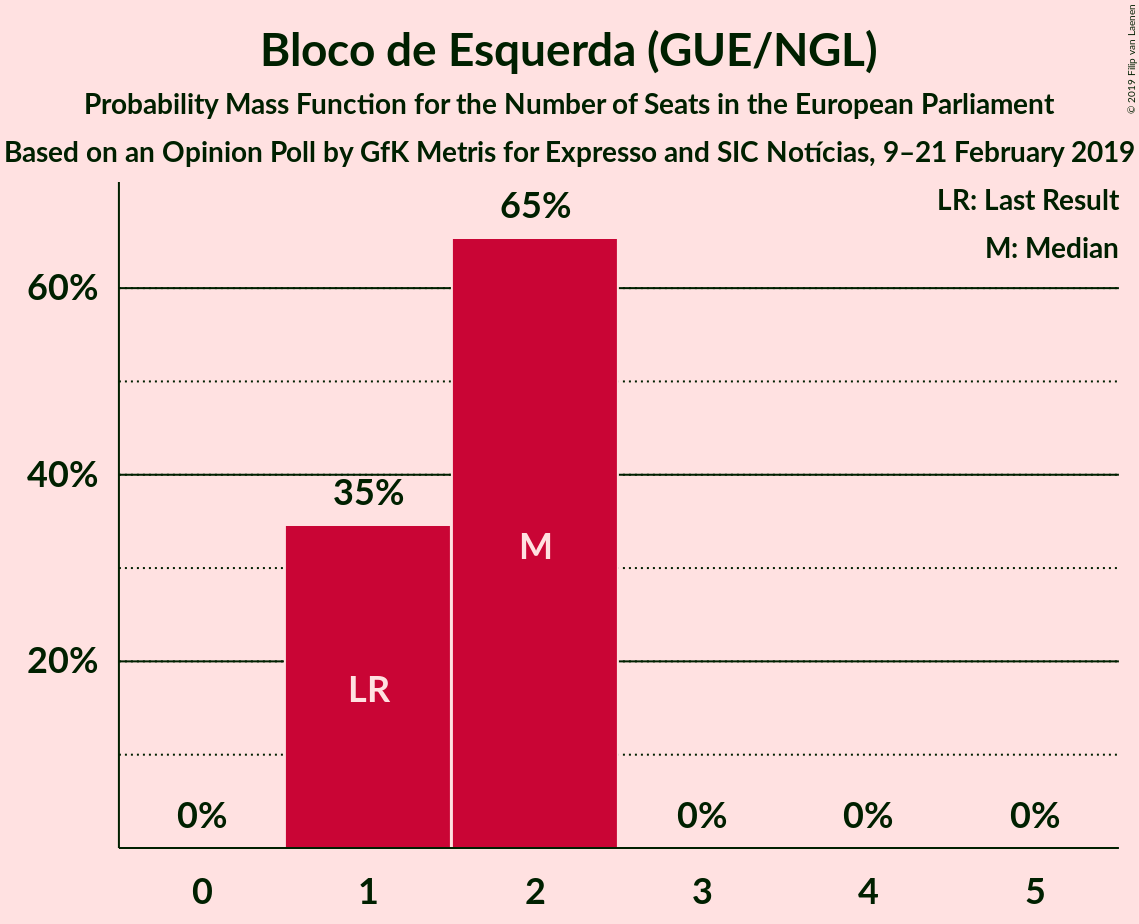 Bloco de Esquerda (GUE/NGL)
Probability Mass Function for the Number of Seats in the European Parliament
Based on an Opinion Poll by GfK Metris for Expresso and SIC Notícias, 9–21 February 2019
© 2019 Filip van Laenen
LR: Last Result
M: Median
65%
60%
40%
35%
M
20%
LR
0%
0%
0%
0%
0 1 2 3 4 5